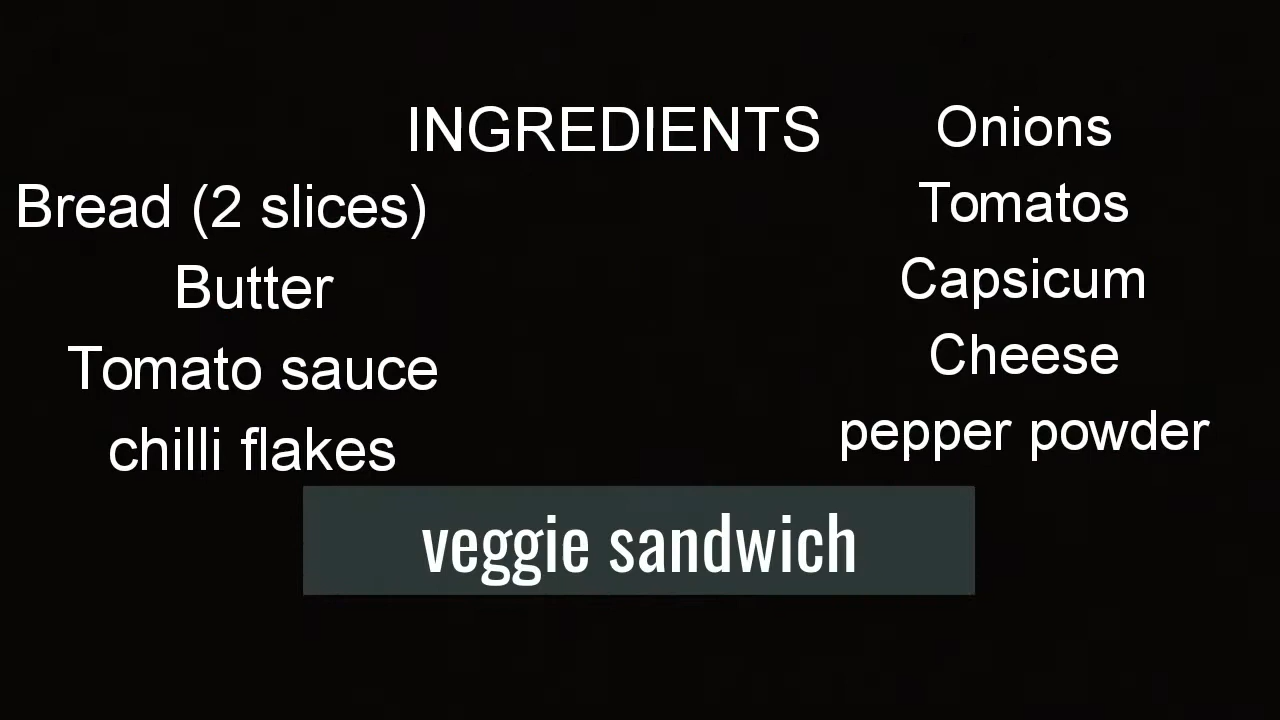 INGREDIENTS
Bread (2 slices)
Butter
Tomato sauce
chilli flakes
Onions
Tomatos
Capsicum
Cheese
pepper powder
veggie sandwich